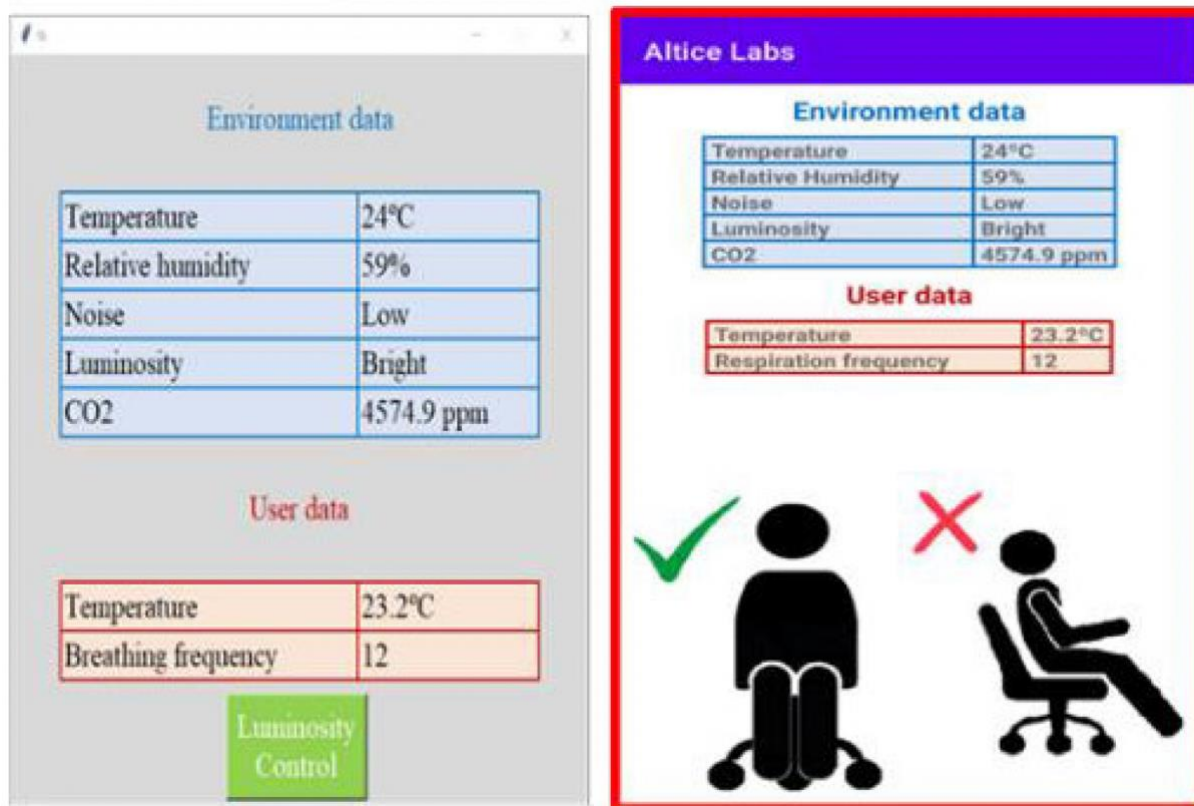 Environment data
Temperature 24ºC
Relative humidity 59%
Noise Low
Luminosity Bright
CO2 4574.9 ppm
User data
Temperature 23.2ºC
Breathing frequency 12
Luminosity
Control
Altice Labs
Environment data
Temperature 24ºC
Relative Humidity 59%
Noise Low
Luminosity Bright
CO2 4574.9 ppm
User data
Temperature 23.2ºC
Respiration frequency 12